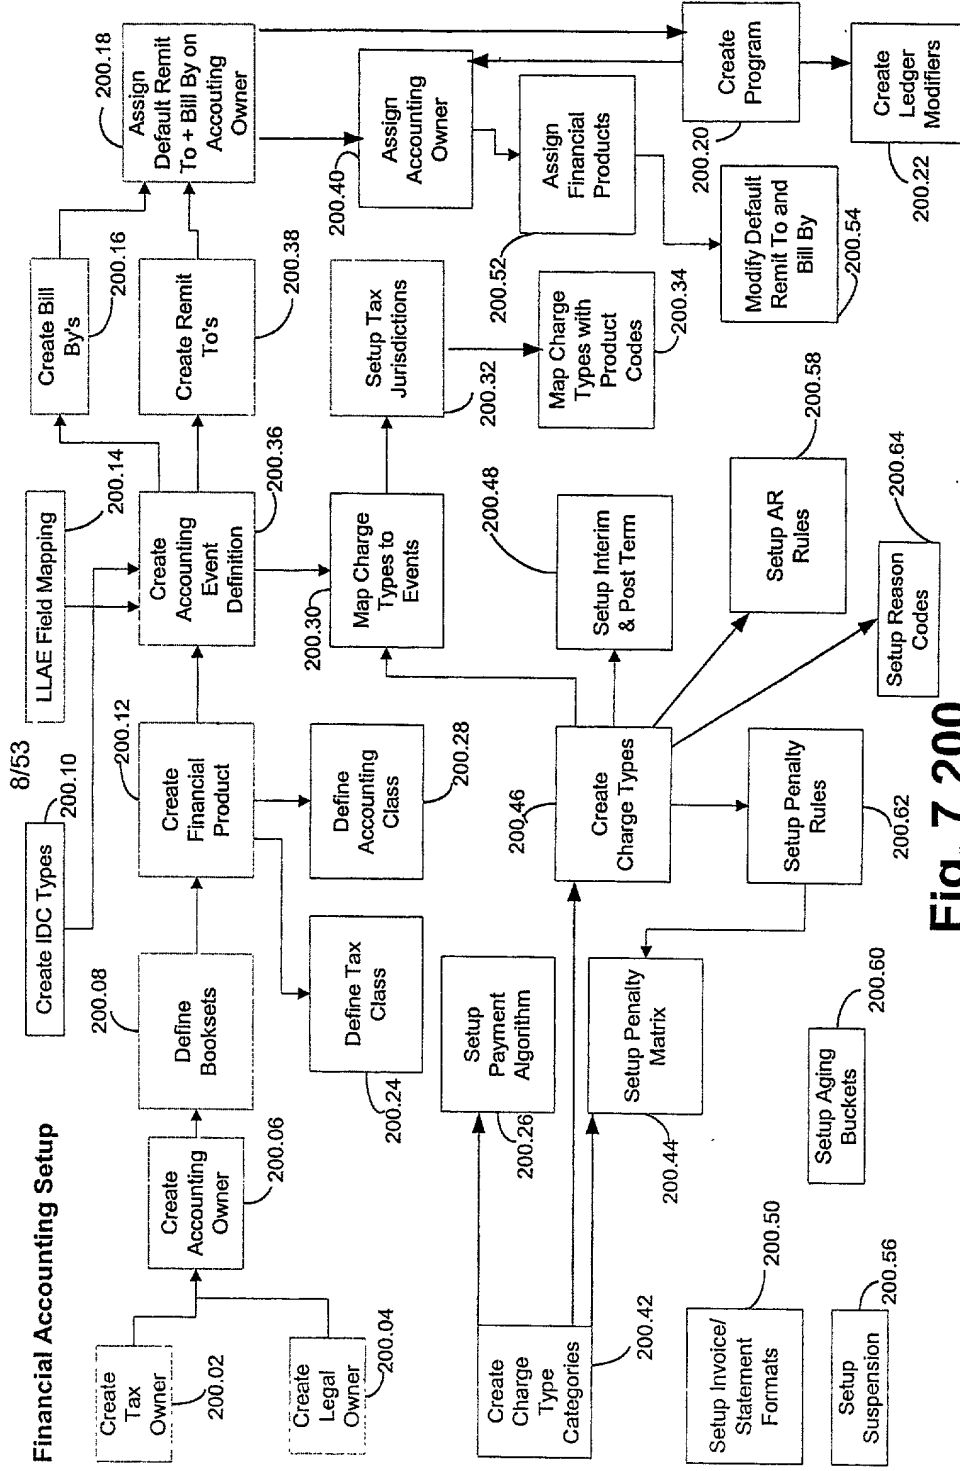 8/53
Financial Accounting Setup
Create
Tax
Owner
200.02
Create
Legal
Owner
200.04
Create
Accounting
Owner
200.06
Define
Booksets
200.08
Create IDC Types
200.10
Create
Financial
Product
200.12
LLAE Field Mapping
200.14
Create
Accounting
Event
Definition
200.36
Create Bill
By's
200.16
Create Remit
To's
200.38
Assign
Default Remit
To + Bill By on
Accouting
Owner
200.18
Define Tax
Class
200.24
Define
Accounting
Class
200.28
Map Charge
Types to
Events
200.30
Setup Tax
Jurisdictions
200.32
Assign
Accounting
Owner
200.40
Assign
Financial
Products
200.52
Create
Program
200.20
Create
Ledger
Modifiers
200.22
Modify Default
Remit To and
Bill By
200.54
Map Charge
Types with
Product
Codes
200.34
Setup
Payment
Algorithm
200.26
Create
Charge
Type
Categories
200.42
Setup Penalty
Matrix
200.44
Create
Charge Types
200.46
Setup Interim
& Post Term
200.48
Setup AR
Rules
200.58
Setup Reason
Codes
200.64
Setup Penalty
Rules
200.62
Setup Invoice/
Statement
Formats
200.50
Setup
Suspension
200.56
Setup Aging
Buckets
200.60
Fig. 7 200